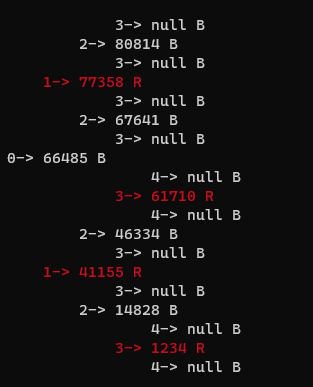 3-> null B
2-> 80814 B
3-> null B
1-> 77358 R
3-> null B
2-> 67641 B
3-> null B
0-> 66485 B
4-> null B
3-> 61710 R
4-> null B
2-> 46334 B
3-> null B
1-> 41155 R
3-> null B
2-> 14828 B
4-> null B
3-> 1234 R
4-> null B